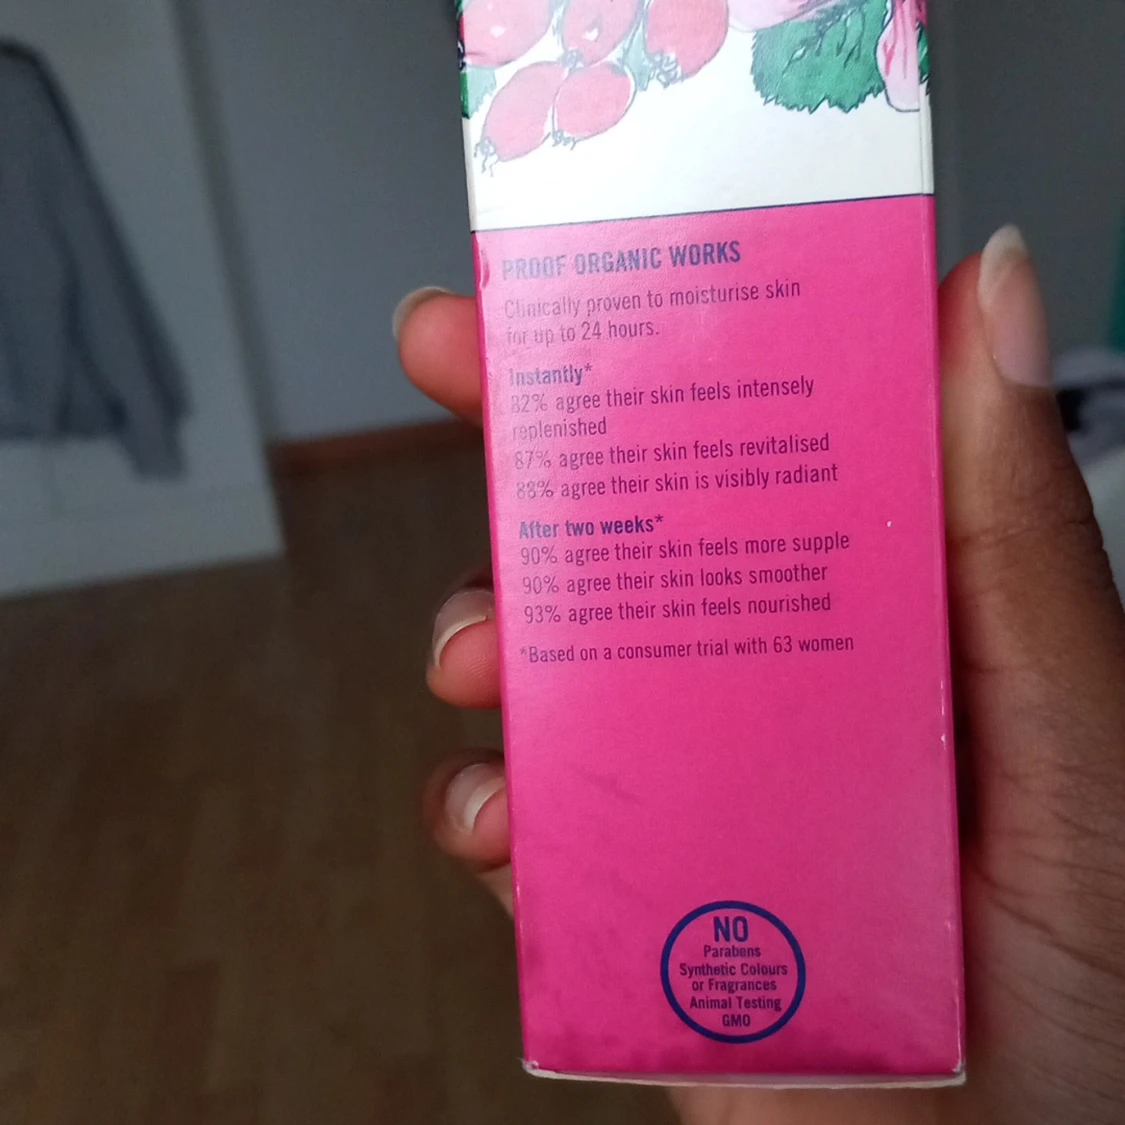 PROOF ORGANIC WORKS
Clinically proven to moisturise skin
for up to 24 hours.
Instantly*
82% agree their skin feels intensely
replenished
87% agree their skin feels revitalised
88% agree their skin is visibly radiant
After two weeks*
90% agree their skin feels more supple
90% agree their skin looks smoother
93% agree their skin feels nourished
*Based on a consumer trial with 63 women
NO
Parabens
Synthetic Colours
or Fragrances
Animal Testing
GMO